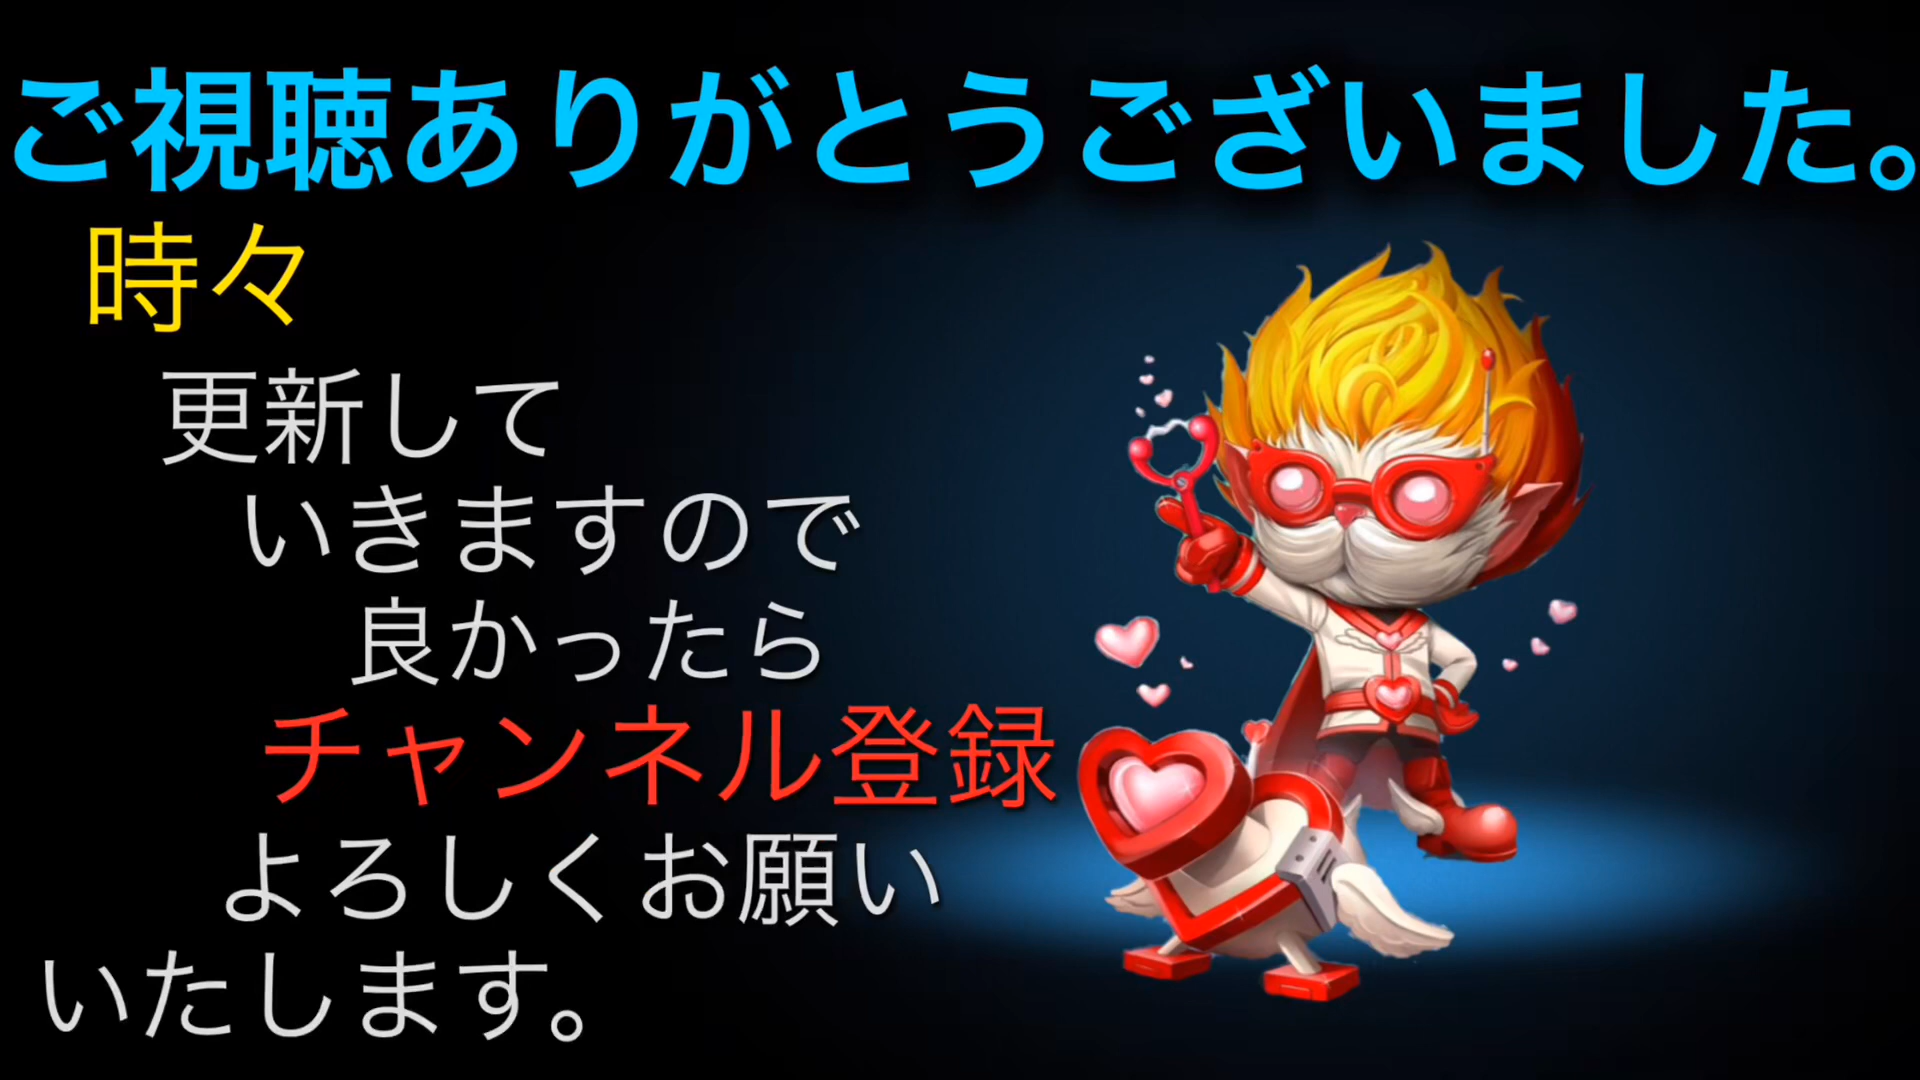 ご視聴ありがとうございました。
時々
更新して
いきますので
良かったら
チャンネル登録
よろしくお願い
いたします。